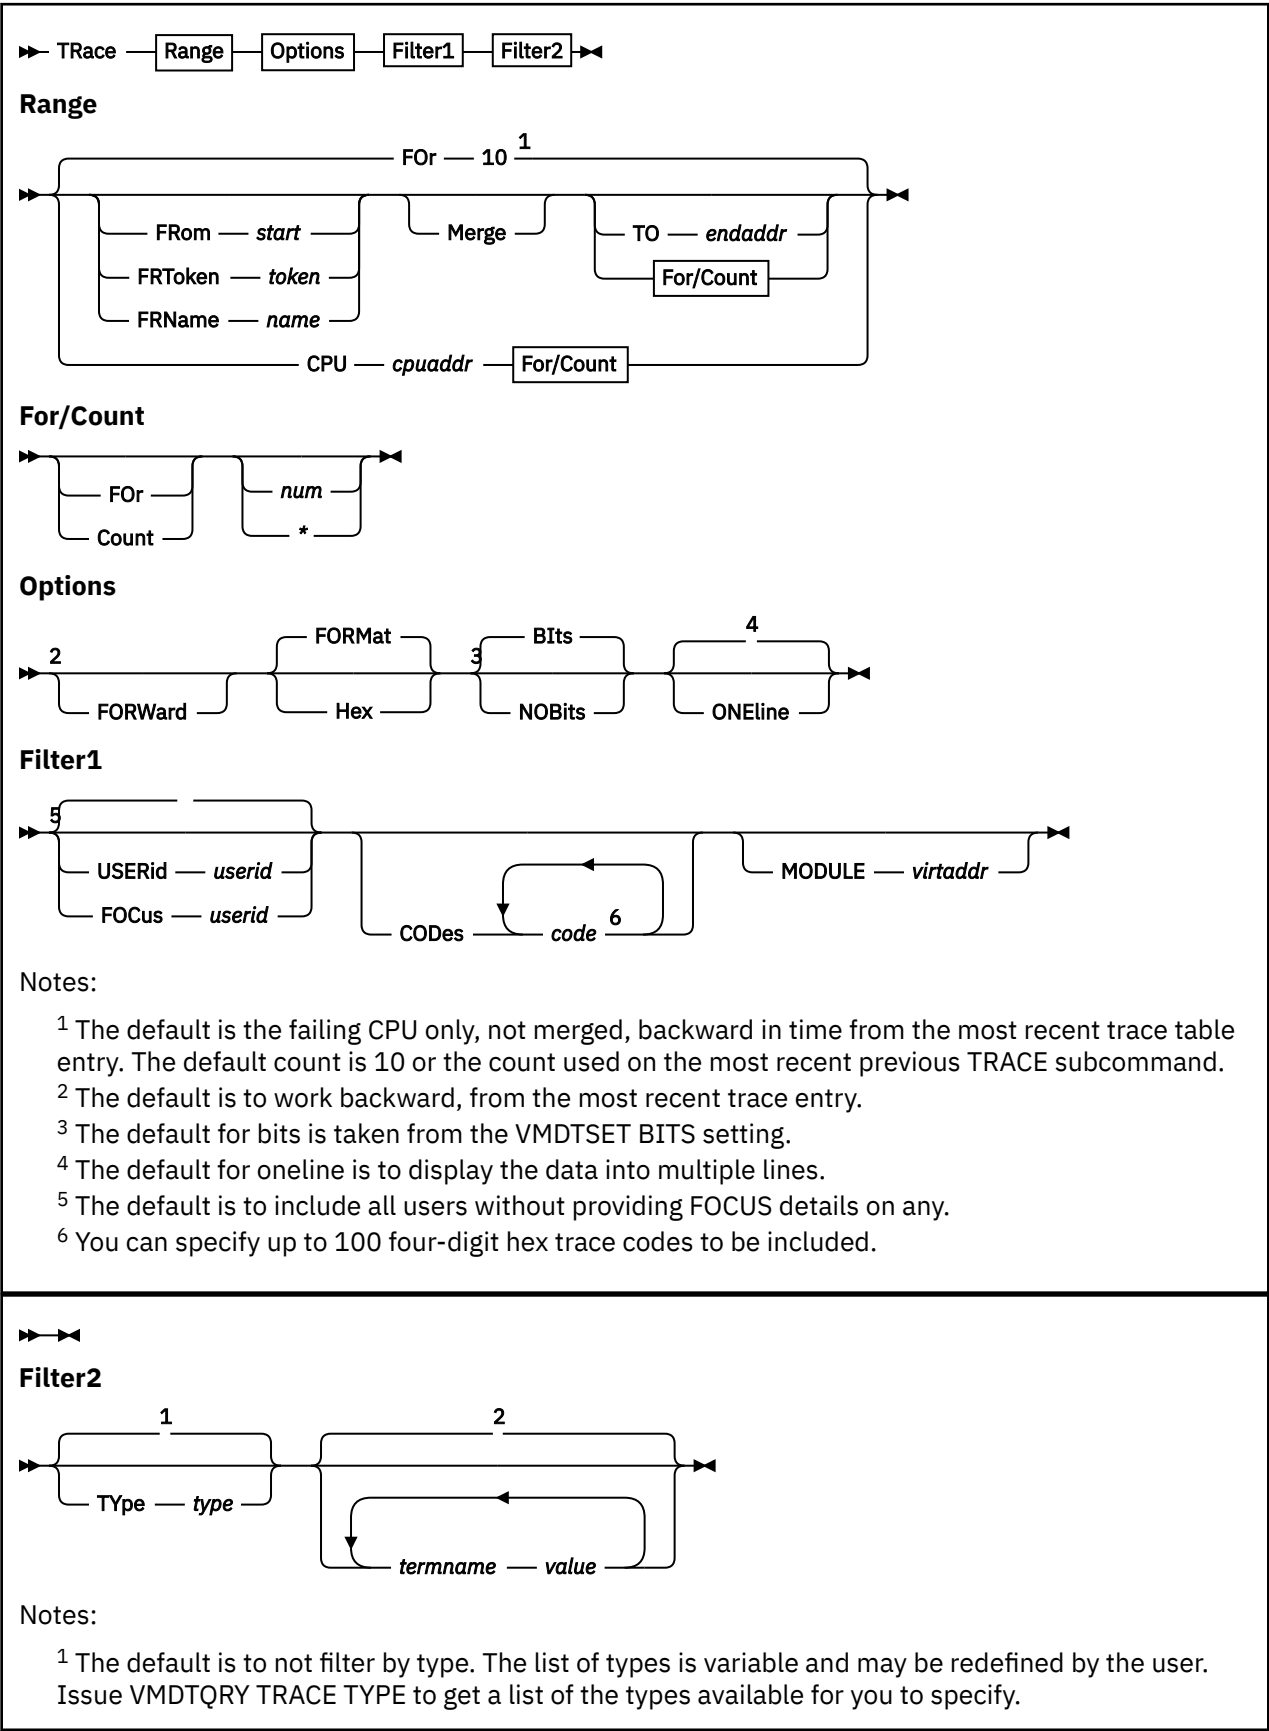 TRace Range Options Filter1 Filter2
Range
1
FOr 10
FRom start Merge TO endaddr
FRToken token For/Count
FRName name
CPU cpuaddr For/Count
For/Count
FOr num
Count *
Options
4
FORMat BIts
2 3
FORWard Hex NOBits ONEline
Filter1
5
USERid userid MODULE virtaddr
FOCus userid 6
CODes code
Notes:
1 The default is the failing CPU only, not merged, backward in time from the most recent trace table
entry. The default count is 10 or the count used on the most recent previous TRACE subcommand.
2 The default is to work backward, from the most recent trace entry.
3 The default for bits is taken from the VMDTSET BITS setting.
4 The default for oneline is to display the data into multiple lines.
5 The default is to include all users without providing FOCUS details on any.
6 You can specify up to 100 four-digit hex trace codes to be included.
Filter2
1 2
TYpe type
termname value
Notes:
1 The default is to not filter by type. The list of types is variable and may be redefined by the user.
Issue VMDTQRY TRACE TYPE to get a list of the types available for you to specify.